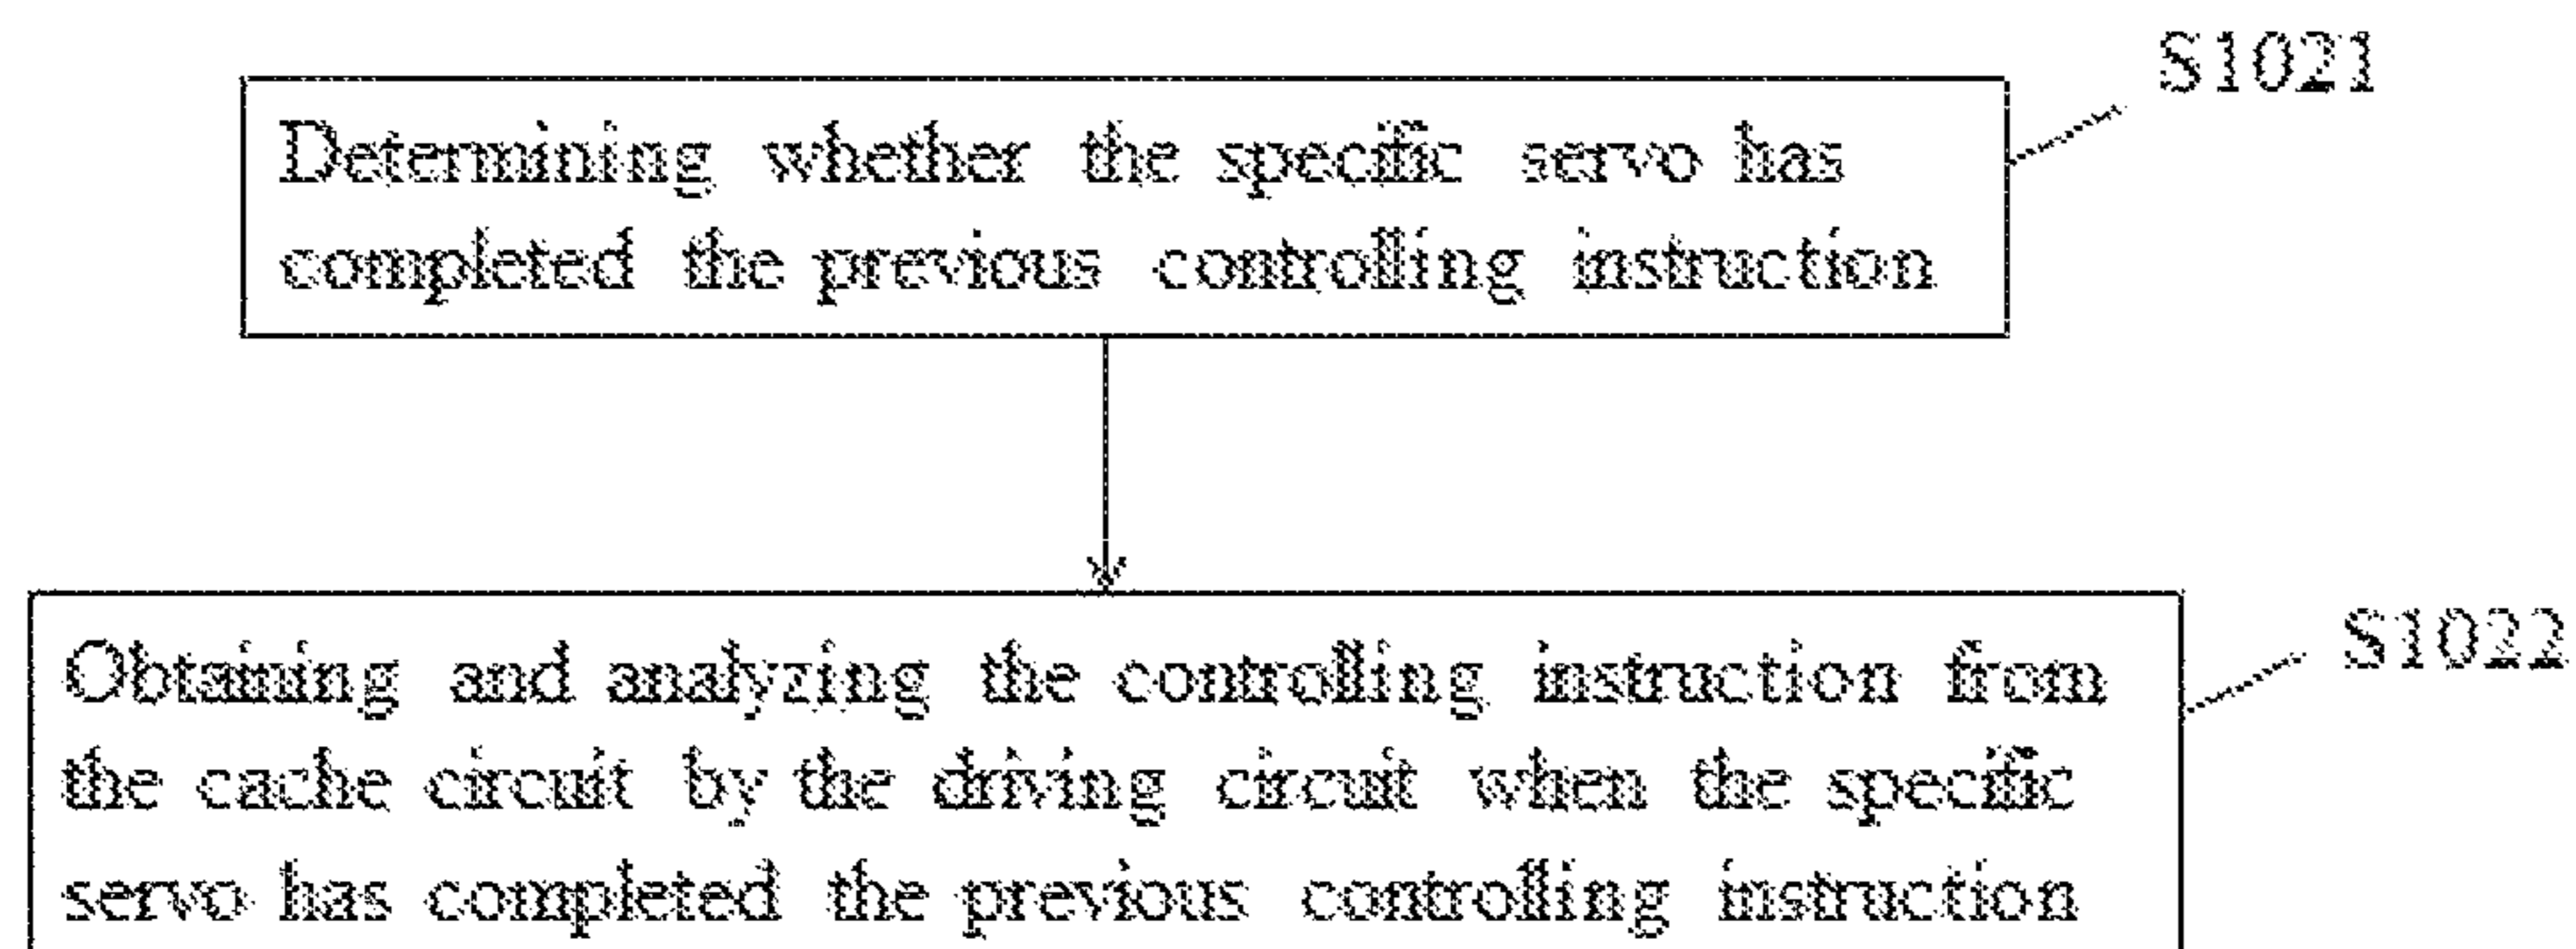 S1021
Determining whether the specific servo has
completed the previous controlling instruction
S1022
Obtaining and analyzing the controlling instruction from
the cache circuit by the driving circuit when the specific
servo has completed the previous controlling instruction